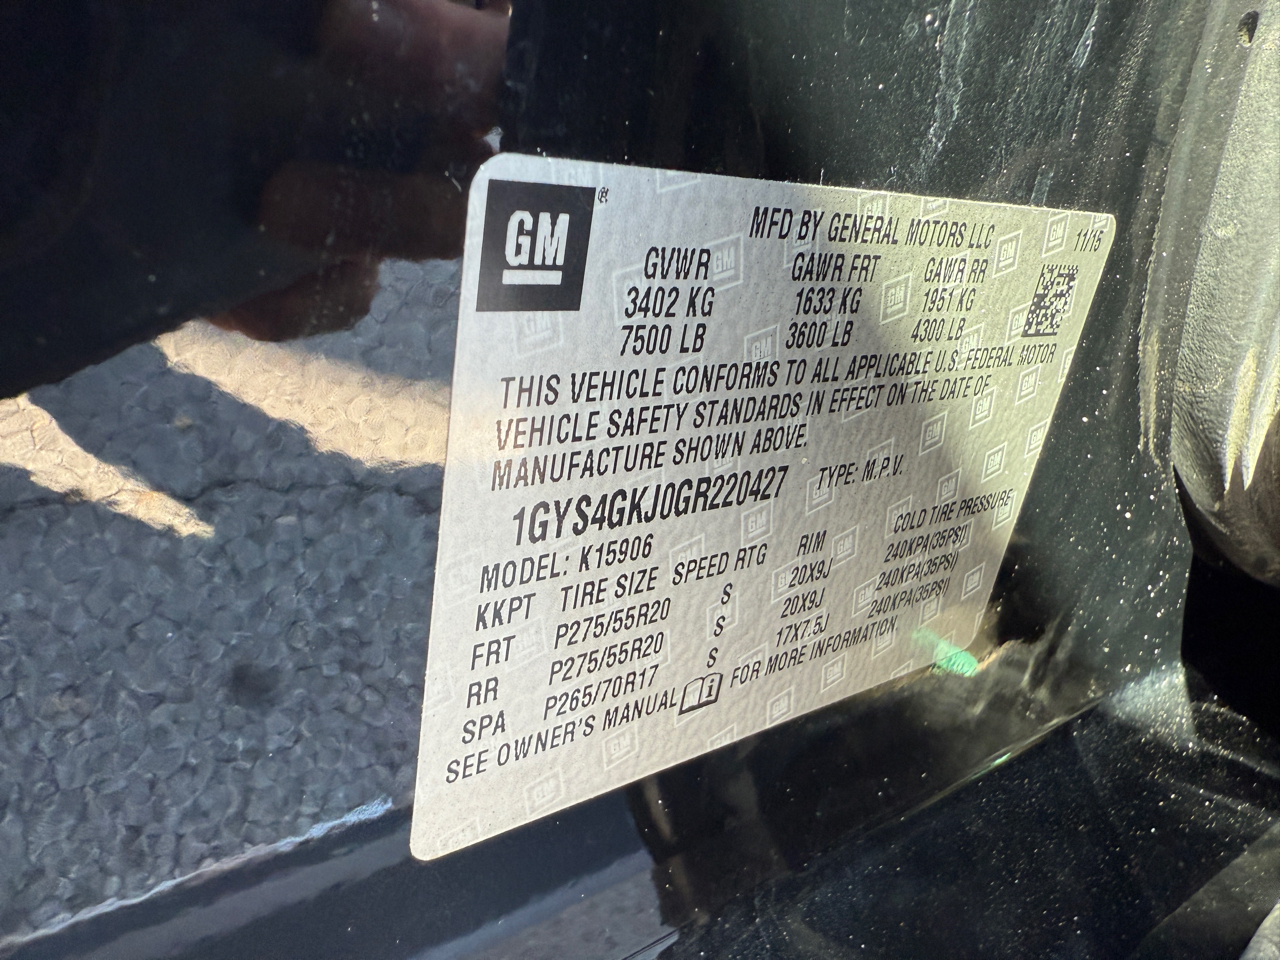 GM
MFD BY GENERAL MOTORS LLC 11/15
GVWR GAWR FRT GAWR RR
3402 KG 1633 KG 1951 KG
7500 LB 3600 LB 4300 LB
THIS VEHICLE CONFORMS TO ALL APPLICABLE U.S. FEDERAL MOTOR
VEHICLE SAFETY STANDARDS IN EFFECT ON THE DATE OF
MANUFACTURE SHOWN ABOVE.
1GYS4GKJ0GR220427 TYPE: M.P.V.
MODEL: K15906
KKPT TIRE SIZE SPEED RTG RIM COLD TIRE PRESSURE
FRT P275/55R20 S 20X9J 240KPA(35PSI)
RR P275/55R20 S 20X9J 240KPA(35PSI)
SPA P265/70R17 S 17X7.5J 240KPA(35PSI)
SEE OWNER'S MANUAL FOR MORE INFORMATION.